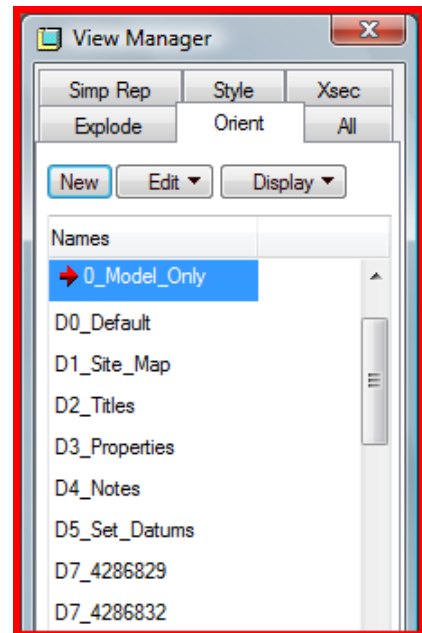 View Manager
Simp Rep Style Xsec
Explode Orient All
New Edit Display
Names
0_Model_Only
D0_Default
D1_Site_Map
D2_Titles
D3_Properties
D4_Notes
D5_Set_Datums
D7_4286829
D7_4286832